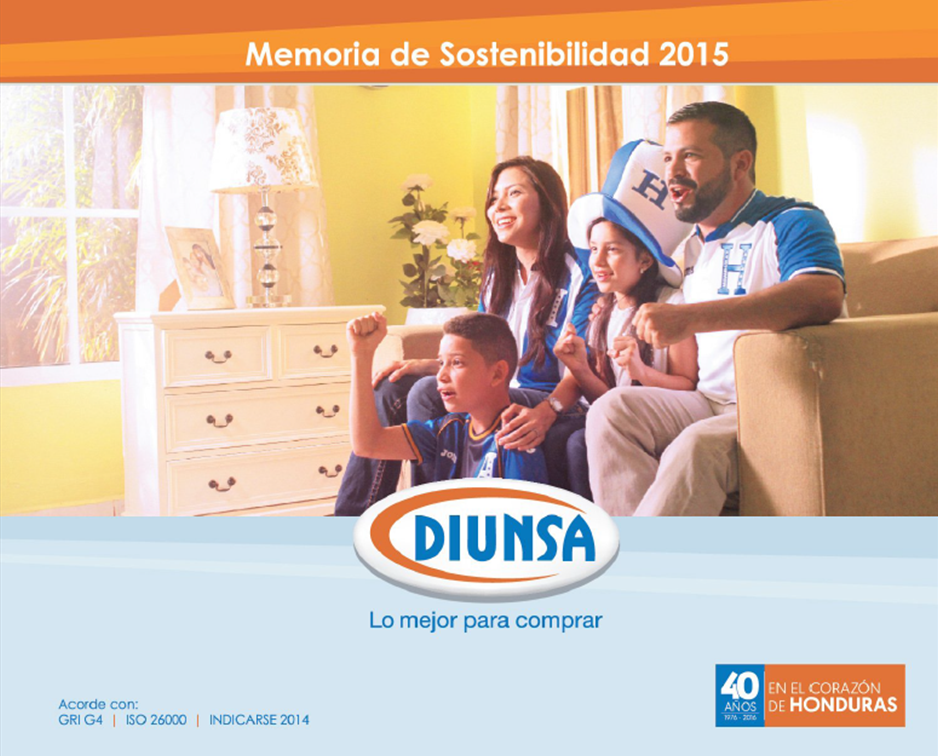 Memoria de Sostenibilidad 2015
H
H
JOMA
DIUNSA
Lo mejor para comprar
40 AÑOS 1976 - 2016
EN EL CORAZÓN
DE HONDURAS
Acorde con:
GRI G4 | ISO 26000 | INDICARSE 2014